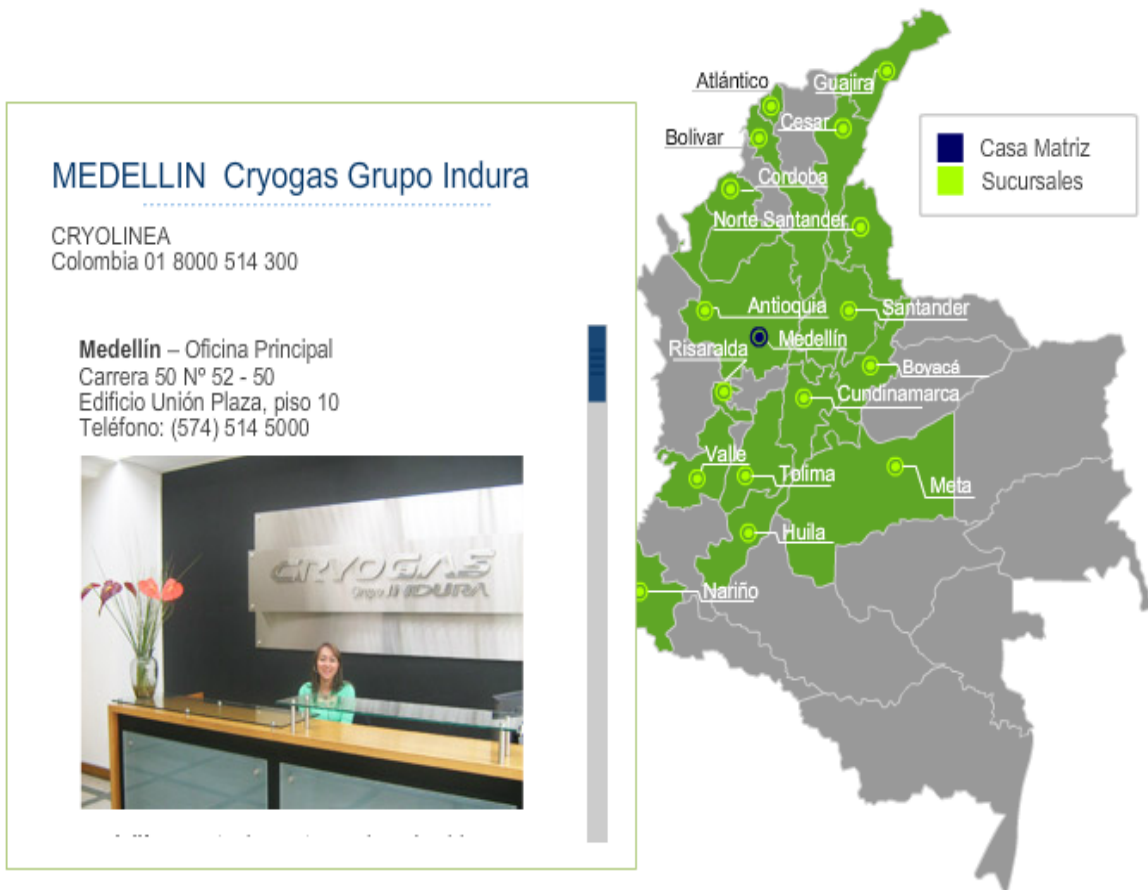 MEDELLIN Cryogas Grupo Indura
CRYOLINEA
Colombia 01 8000 514 300
Medellín – Oficina Principal
Carrera 50 Nº 52 - 50
Edificio Unión Plaza, piso 10
Teléfono: (574) 514 5000
CRYOGAS
Grupo INDURA
Atlántico
Guajira
Bolivar
Cesar
Cordoba
Norte Santander
Antioquia
Santander
Risaralda
Medellín
Boyacá
Cundinamarca
Valle
Tolima
Meta
Huila
Nariño
Casa Matriz
Sucursales